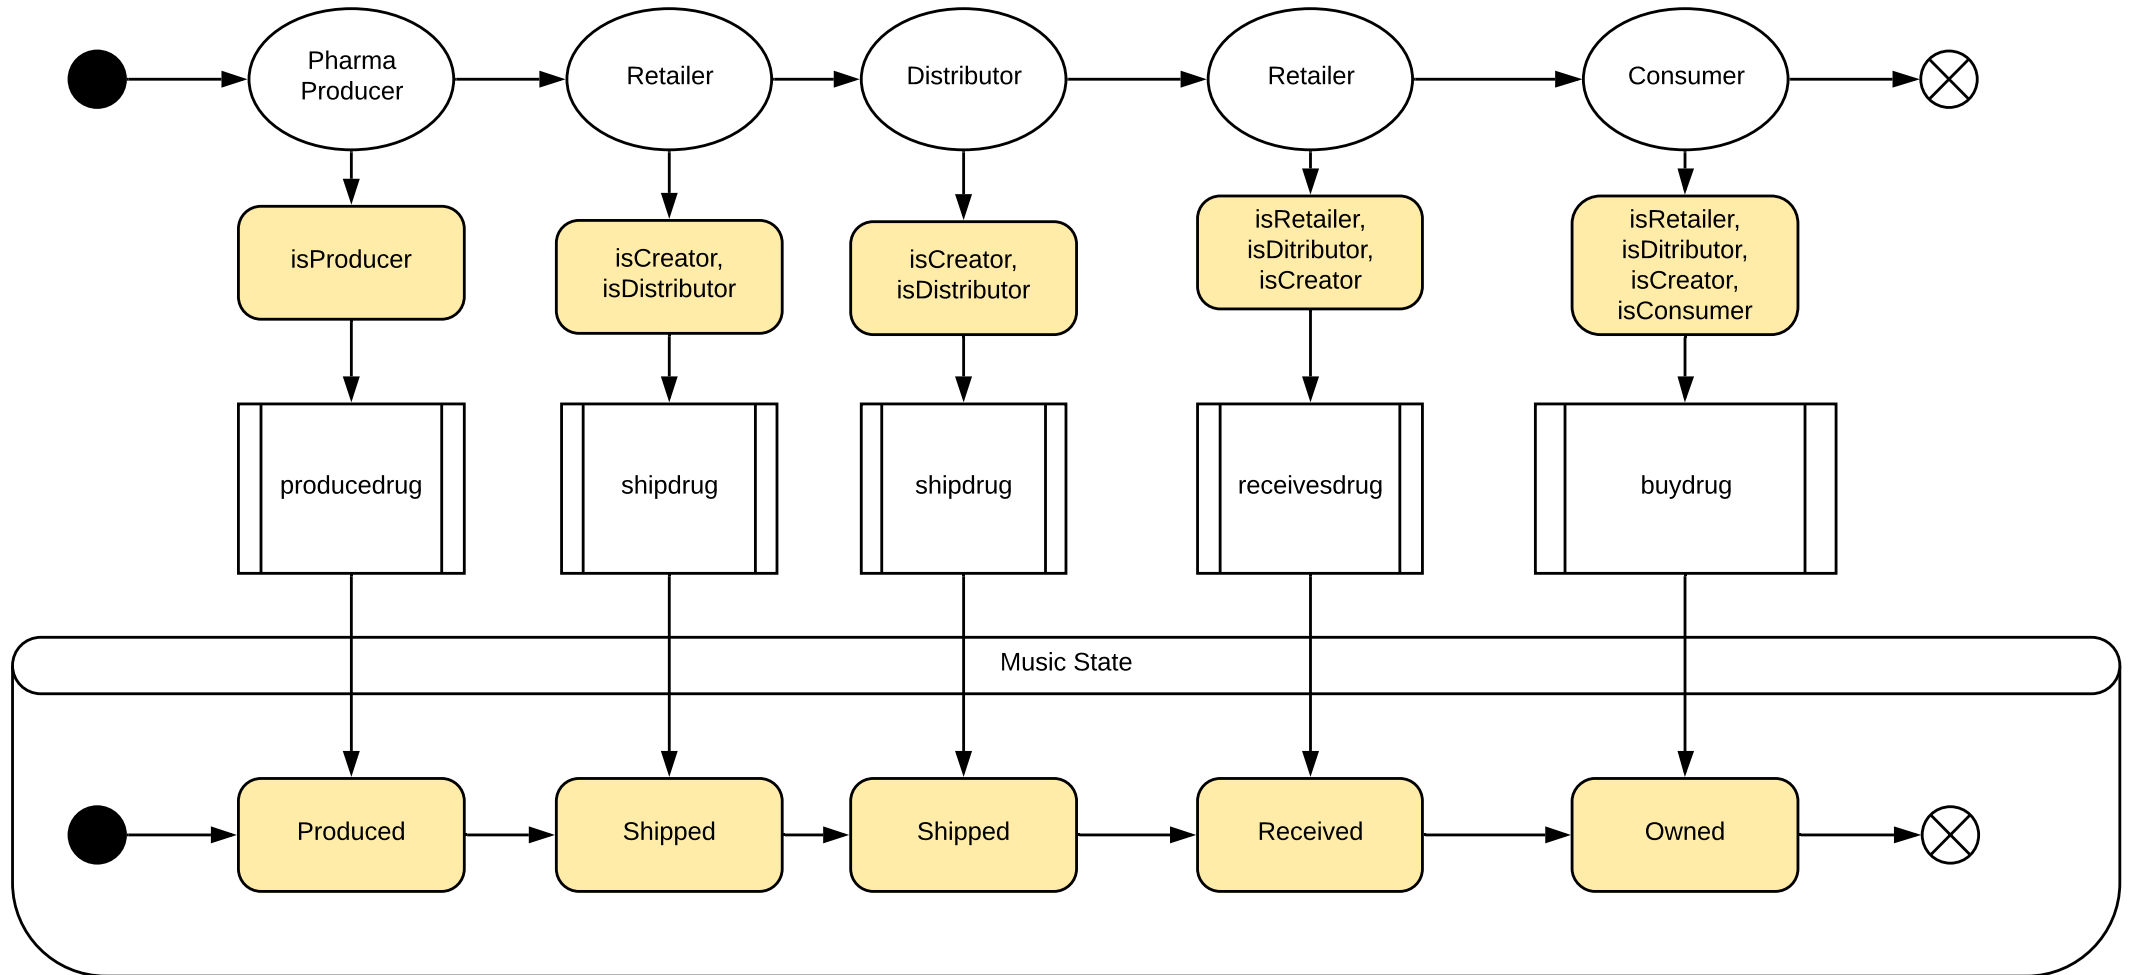 Pharma
Producer
Retailer
Distributor
Retailer
Consumer
isProducer
isCreator,
isDistributor
isCreator,
isDistributor
isRetailer,
isDitributor,
isCreator
isRetailer,
isDitributor,
isCreator,
isConsumer
producedrug
shipdrug
shipdrug
receivesdrug
buydrug
Music State
Produced
Shipped
Shipped
Received
Owned